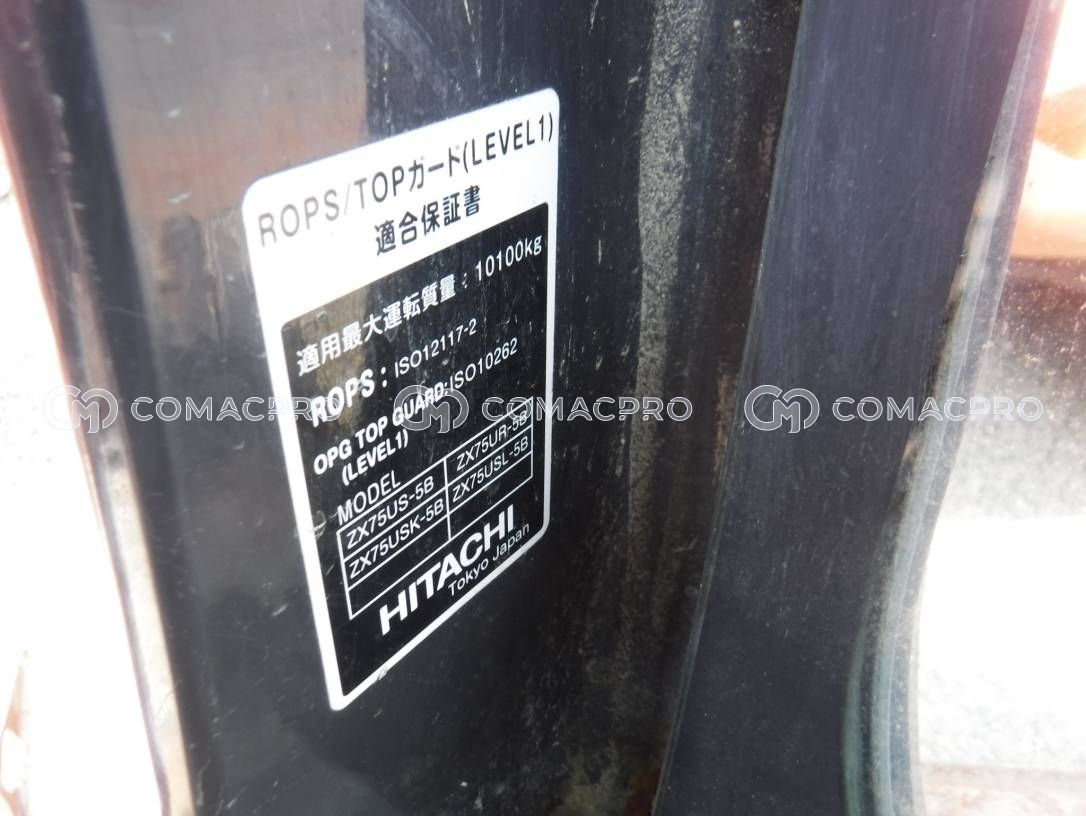 ROPS/TOPガード(LEVEL1)
適合保証書
適用最大運転質量：10100kg
ROPS：ISO12117-2
OPG TOP GUARD:ISO10262
(LEVEL1)
MODEL
ZX75US-5B ZX75UR-5B
ZX75USK-5B ZX75USL-5B
HITACHI
Tokyo Japan
COMACPRO COMACPRO COMACPRO